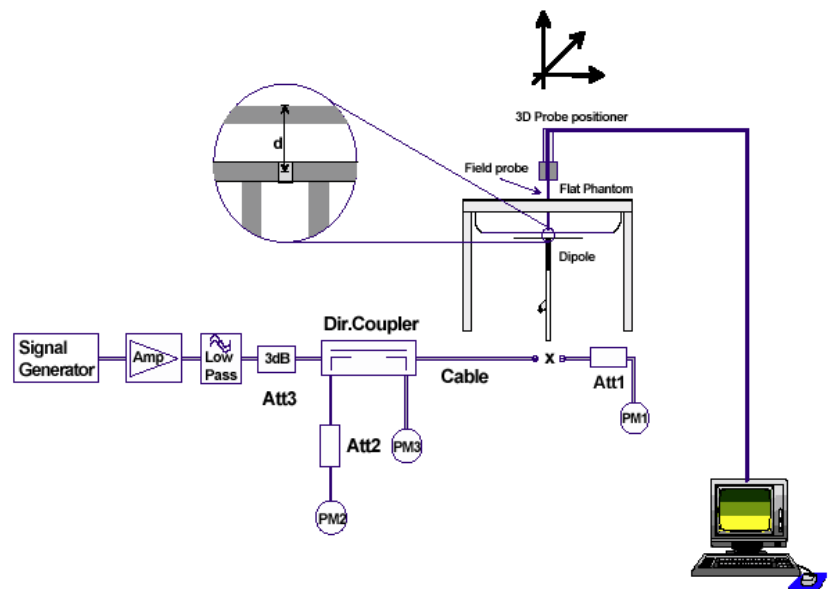 3D Probe positioner
d
Field probe
Flat Phantom
Dipole
Dir.Coupler
Signal
Generator
Amp
Low
Pass
3dB
Att3
Cable
x
Att1
PM1
Att2
PM3
PM2